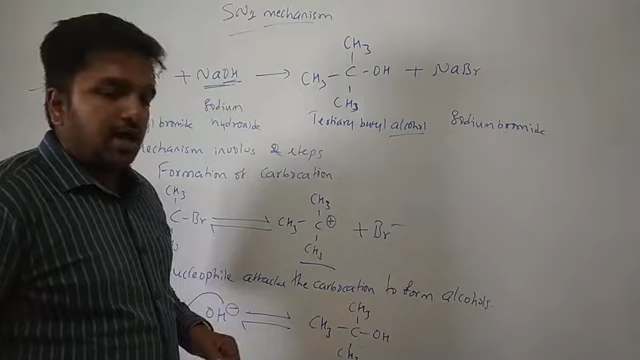 SN1 mechanism
CH3
+ NaOH → CH3 - C - OH + NaBr
CH3
Sodium
bromide hydroxide Tertiary butyl alcohol Sodium bromide
mechanism involves 2 steps
Formation of Carbocation.
CH3 CH3
C - Br ⇌ CH3 - C ⊕ + Br⁻
CH3
nucleophile attacks the carbocation to form alcohols.
CH3
OH⊖ ⇌ CH3 - C - OH
CH3